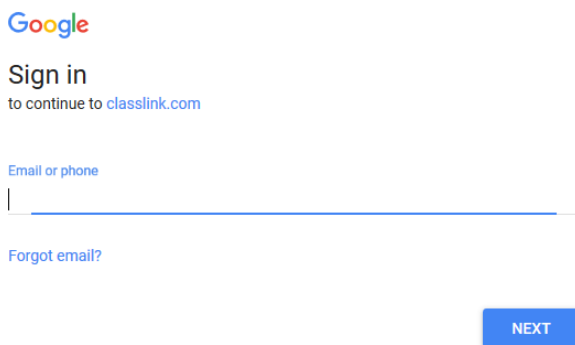 Google
Sign in
to continue to classlink.com
Email or phone
Forgot email?
NEXT